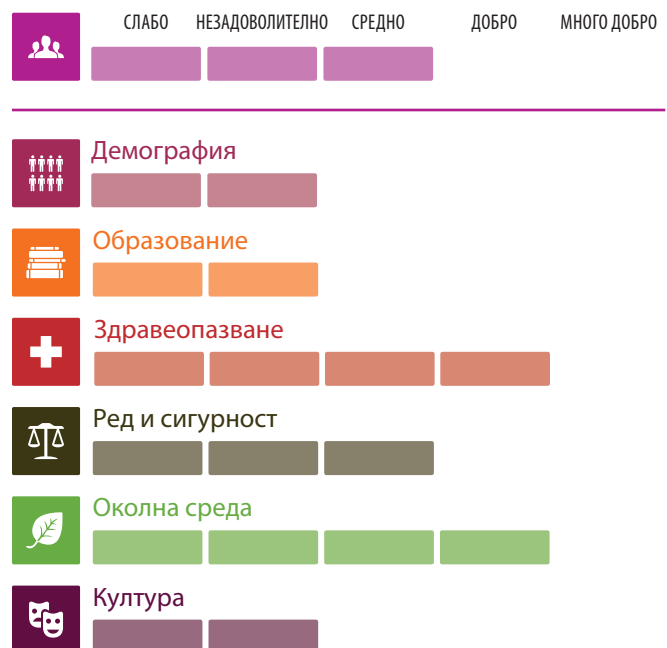 СЛАБО НЕЗАДОВОЛИТЕЛНО СРЕДНО ДОБРО МНОГО ДОБРО
Демография
Образование
Здравеопазване
Ред и сигурност
Околна среда
Култура